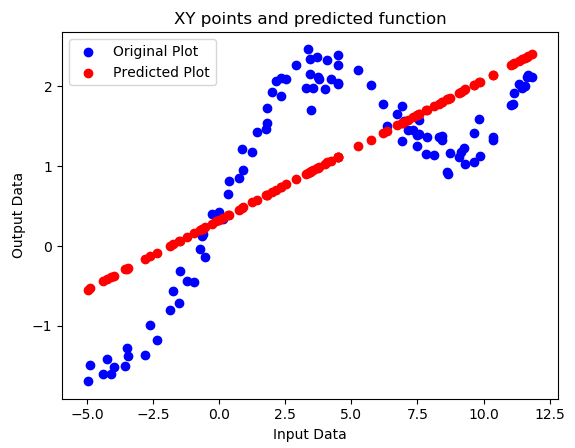 XY points and predicted function
Original Plot
Predicted Plot
Output Data
2
1
0
−1
−5.0
−2.5
0.0
2.5
5.0
7.5
10.0
12.5
Input Data